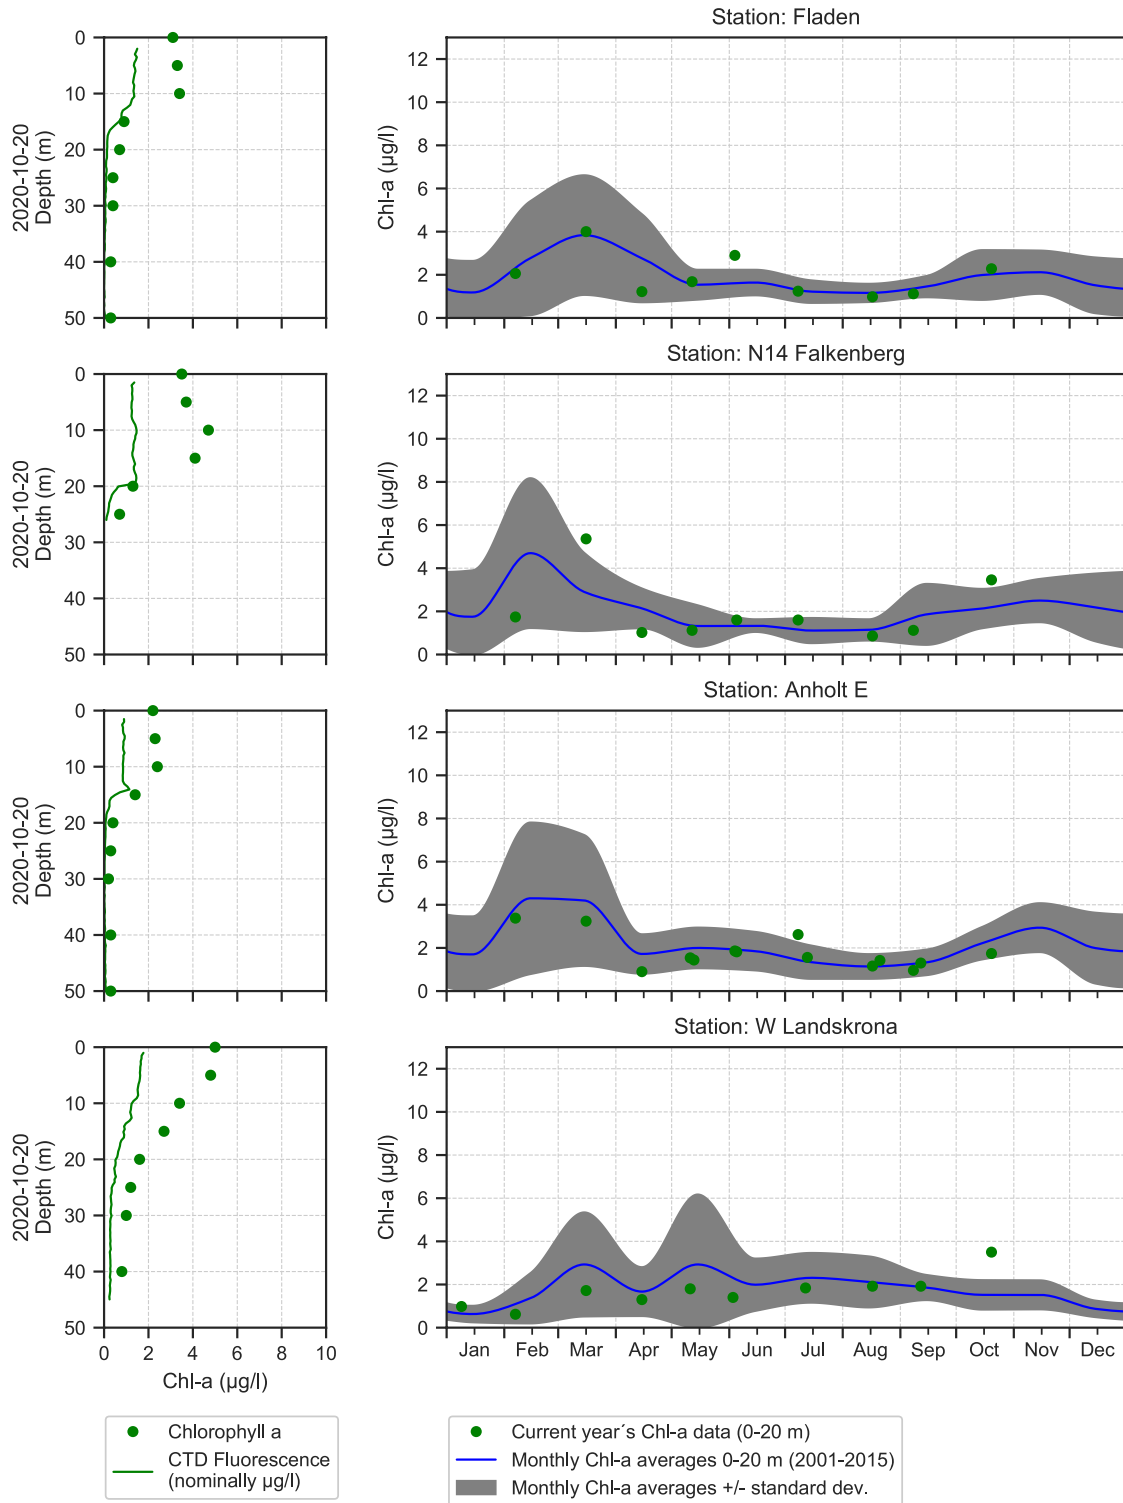 Station: Fladen
0
10
20
30
40
50
2020-10-20
Depth (m)
12
10
8
6
4
2
0
Chl-a (µg/l)
Station: N14 Falkenberg
0
10
20
30
40
50
2020-10-20
Depth (m)
12
10
8
6
4
2
0
Chl-a (µg/l)
Station: Anholt E
0
10
20
30
40
50
2020-10-20
Depth (m)
12
10
8
6
4
2
0
Chl-a (µg/l)
Station: W Landskrona
0
10
20
30
40
50
2020-10-20
Depth (m)
0 2 4 6 8 10
Chl-a (µg/l)
12
10
8
6
4
2
0
Chl-a (µg/l)
Jan Feb Mar Apr May Jun Jul Aug Sep Oct Nov Dec
Chlorophyll a
CTD Fluorescence
(nominally µg/l)
Current year´s Chl-a data (0-20 m)
Monthly Chl-a averages 0-20 m (2001-2015)
Monthly Chl-a averages +/- standard dev.